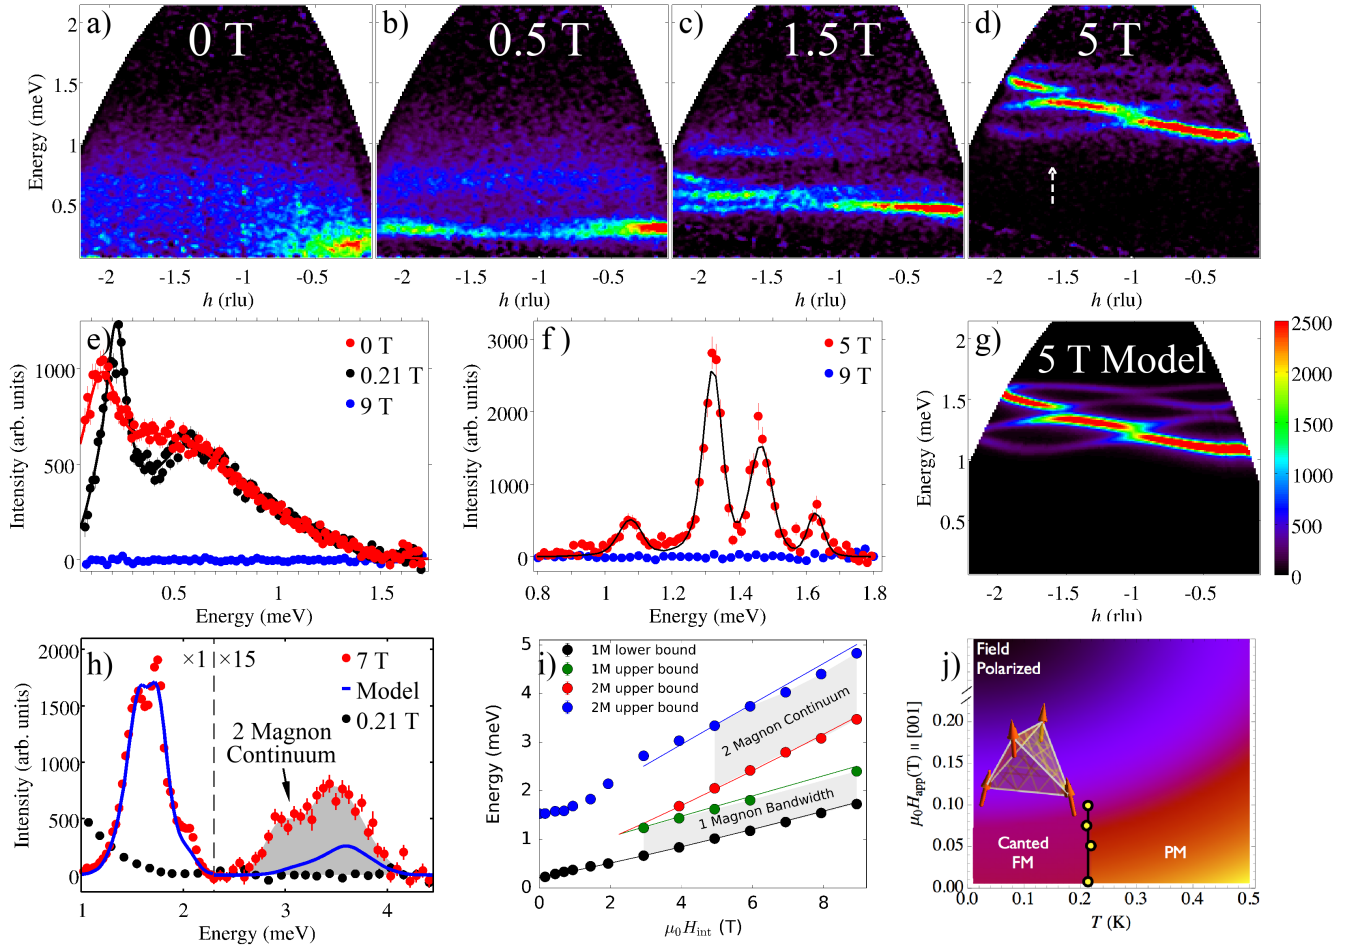 a)
0 T
b)
0.5 T
c)
1.5 T
d)
5 T
Energy (meV)
2
1.5
1
0.5
-2
-1.5
-1
-0.5
h (rlu)
-2
-1.5
-1
-0.5
h (rlu)
-2
-1.5
-1
-0.5
h (rlu)
-2
-1.5
-1
-0.5
h (rlu)
e)
0 T
0.21 T
9 T
Intensity (arb. units)
1000
500
0
0.5
1
1.5
Energy (meV)
f)
5 T
9 T
Intensity (arb. units)
3000
2000
1000
0
0.8
1
1.2
1.4
1.6
1.8
Energy (meV)
g)
5 T Model
Energy (meV)
2
1.5
1
0.5
-2
-1.5
-1
-0.5
h (rlu)
2500
2000
1500
1000
500
0
h)
×1
×15
7 T
Model
0.21 T
2 Magnon
Continuum
Intensity (arb. units)
2000
1500
1000
500
0
1
2
3
4
Energy (meV)
i)
1M lower bound
1M upper bound
2M upper bound
2M upper bound
2 Magnon Continuum
1 Magnon Bandwidth
Energy (meV)
5
4
3
2
1
0
0
2
4
6
8
μ0Hint (T)
j)
Field
Polarized
Canted
FM
PM
μ0Happ(T) || [001]
0.20
0.15
0.10
0.05
0.00
0.0
0.1
0.2
0.3
0.4
0.5
T (K)